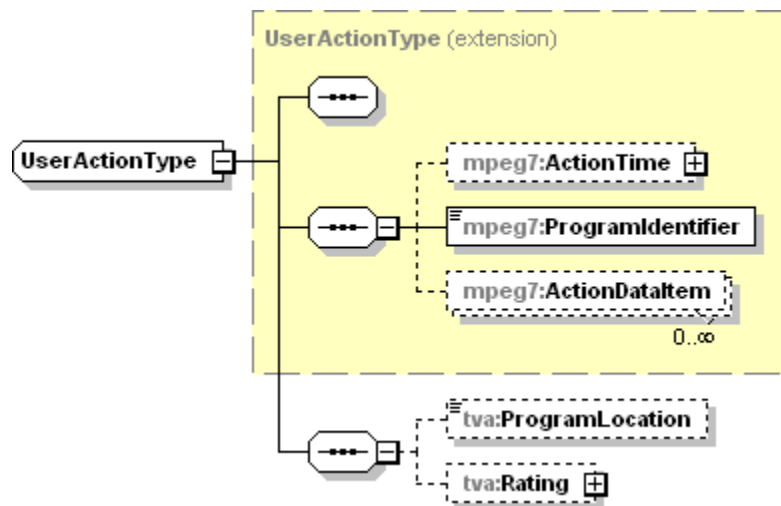 UserActionType (extension)
UserActionType
mpeg7:ActionTime
mpeg7:ProgramIdentifier
mpeg7:ActionDataItem
0..∞
tva:ProgramLocation
tva:Rating